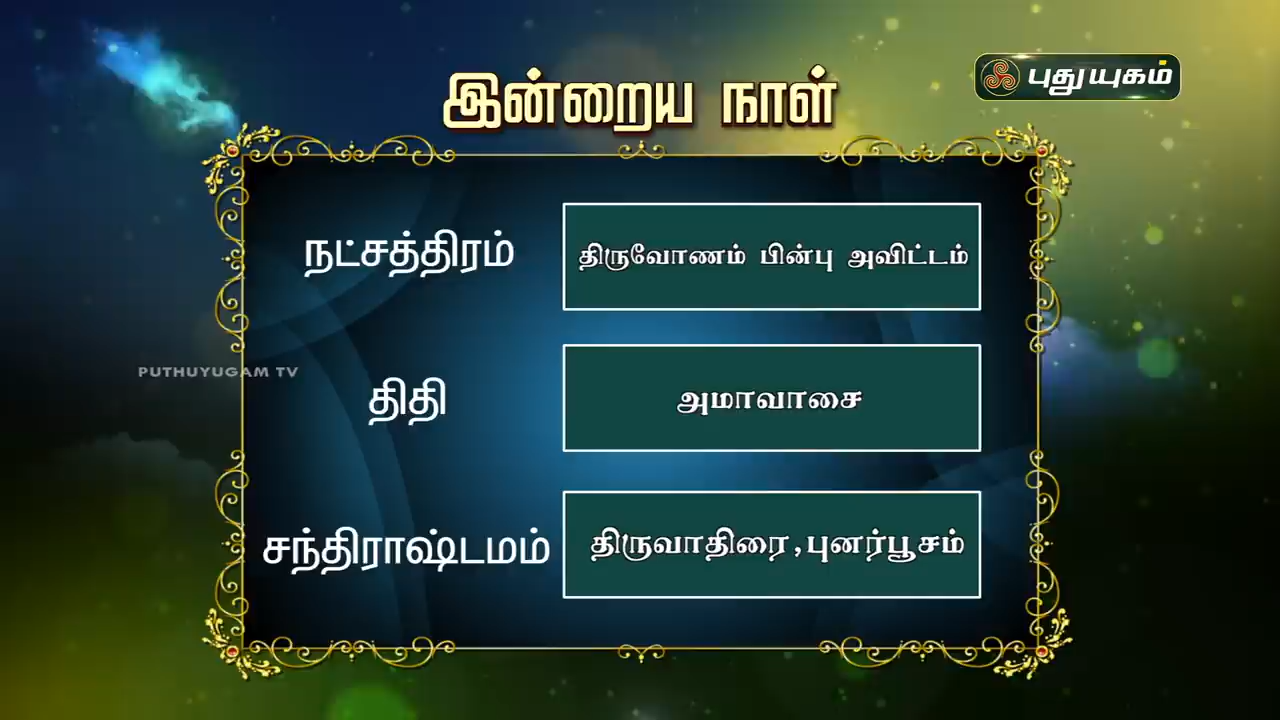 இன்றைய நாள்
புதுயுகம்
நட்சத்திரம்
திருவோணம் பின்பு அவிட்டம்
PUTHUYUGAM TV
திதி
அமாவாசை
சந்திராஷ்டமம்
திருவாதிரை,புனர்பூசம்